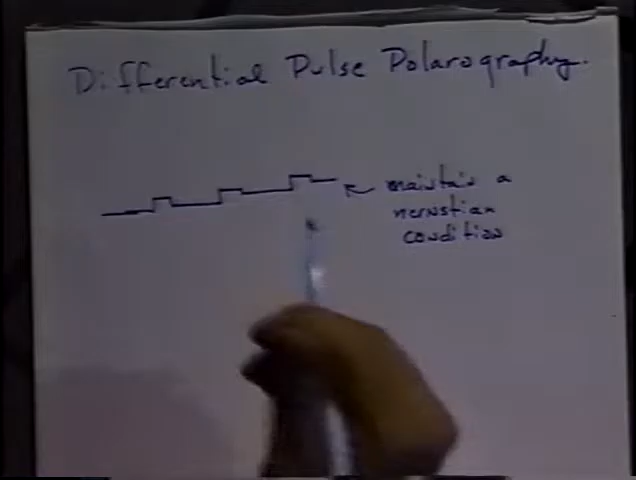 Differential Pulse Polarography.
maintain a
nernstian
condition